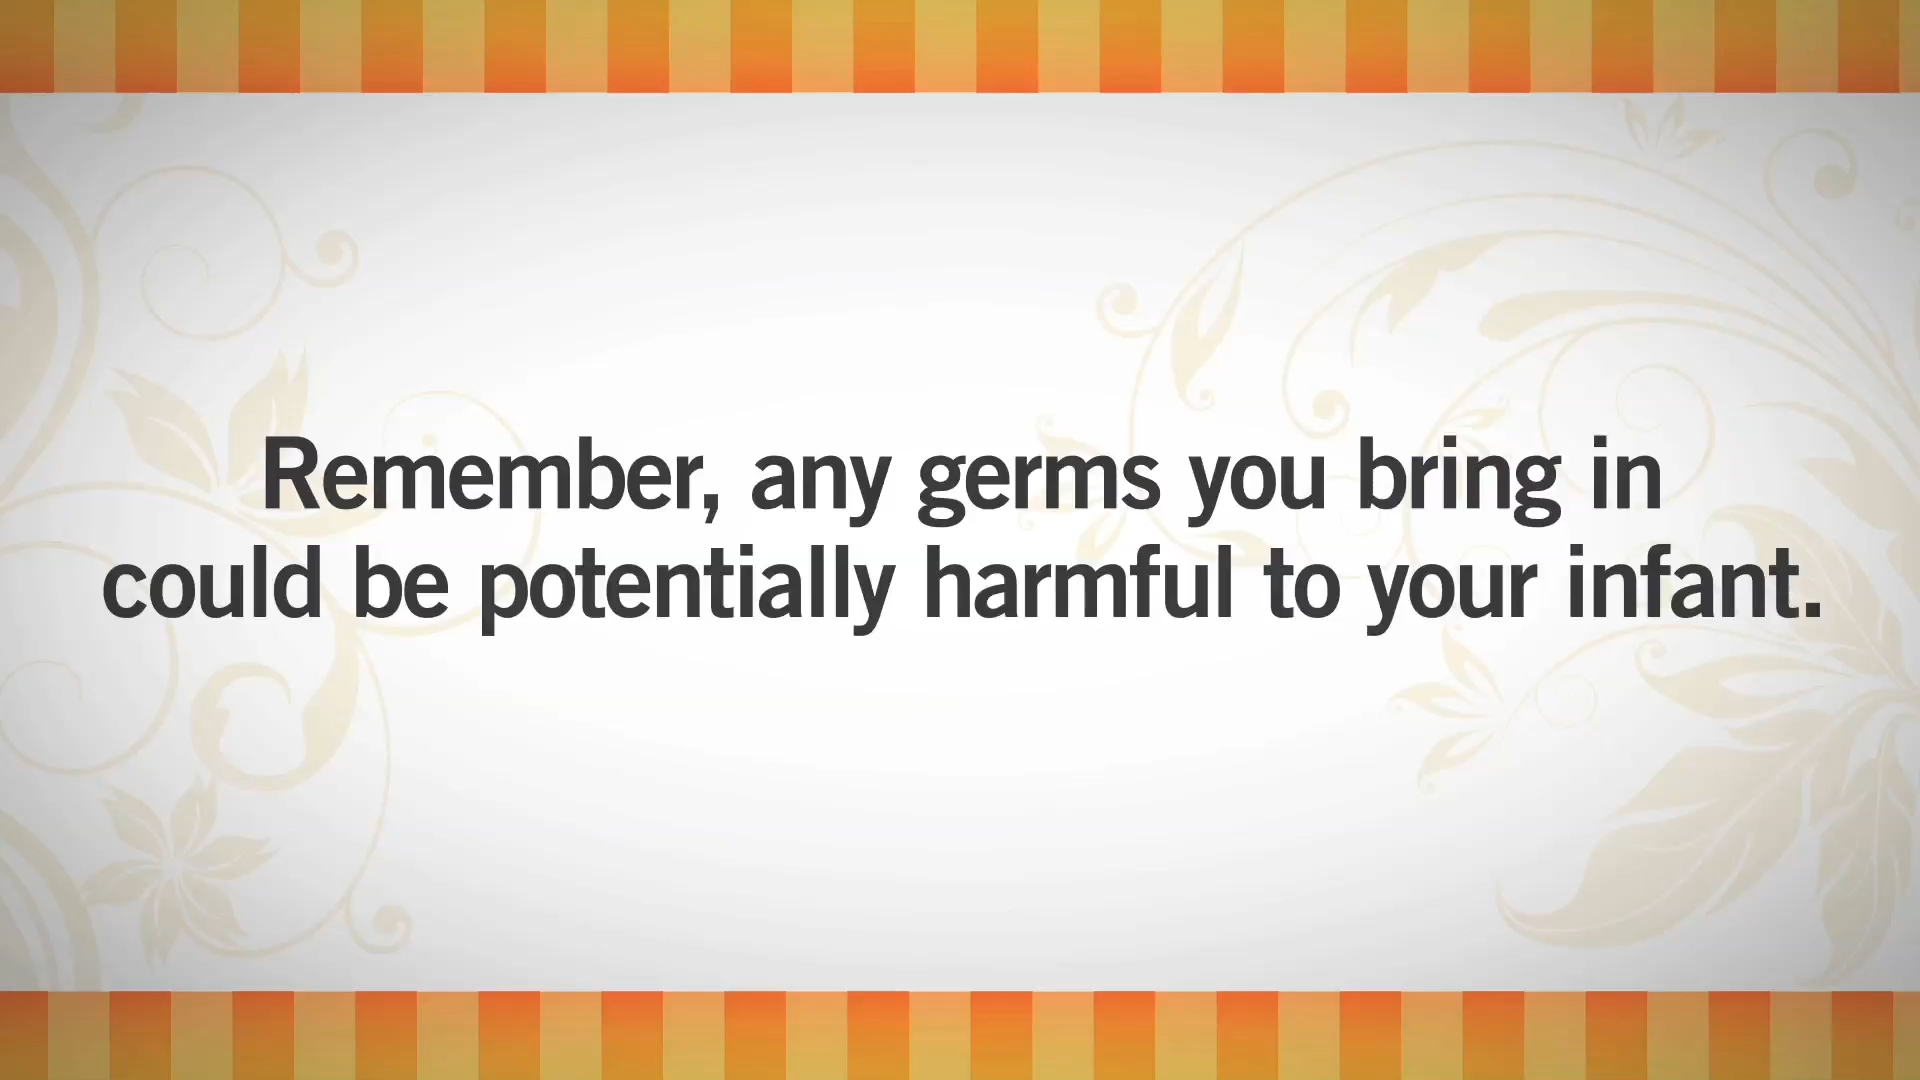 Remember, any germs you bring in
could be potentially harmful to your infant.